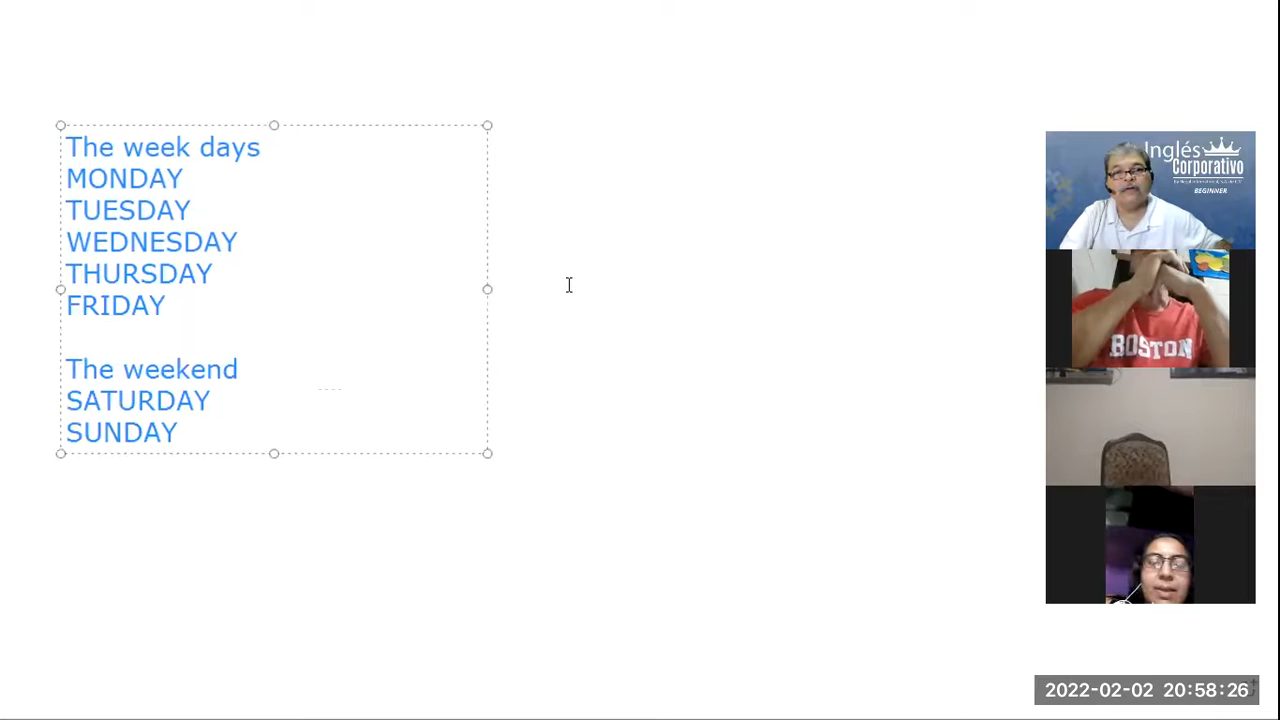 The week days
MONDAY
TUESDAY
WEDNESDAY
THURSDAY
FRIDAY
The weekend
SATURDAY
SUNDAY
Inglés
Corporativo
BEGINNER
BOSTON
2022-02-02 20:58:26